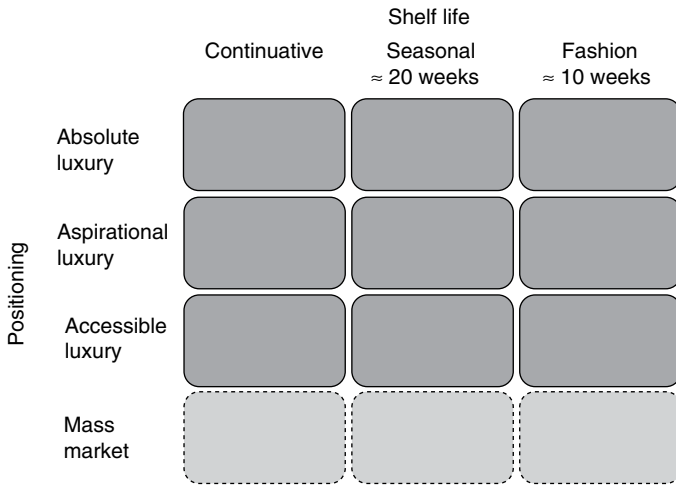 Shelf life
Continuative
Seasonal
≈ 20 weeks
Fashion
≈ 10 weeks
Positioning
Absolute
luxury
Aspirational
luxury
Accessible
luxury
Mass
market